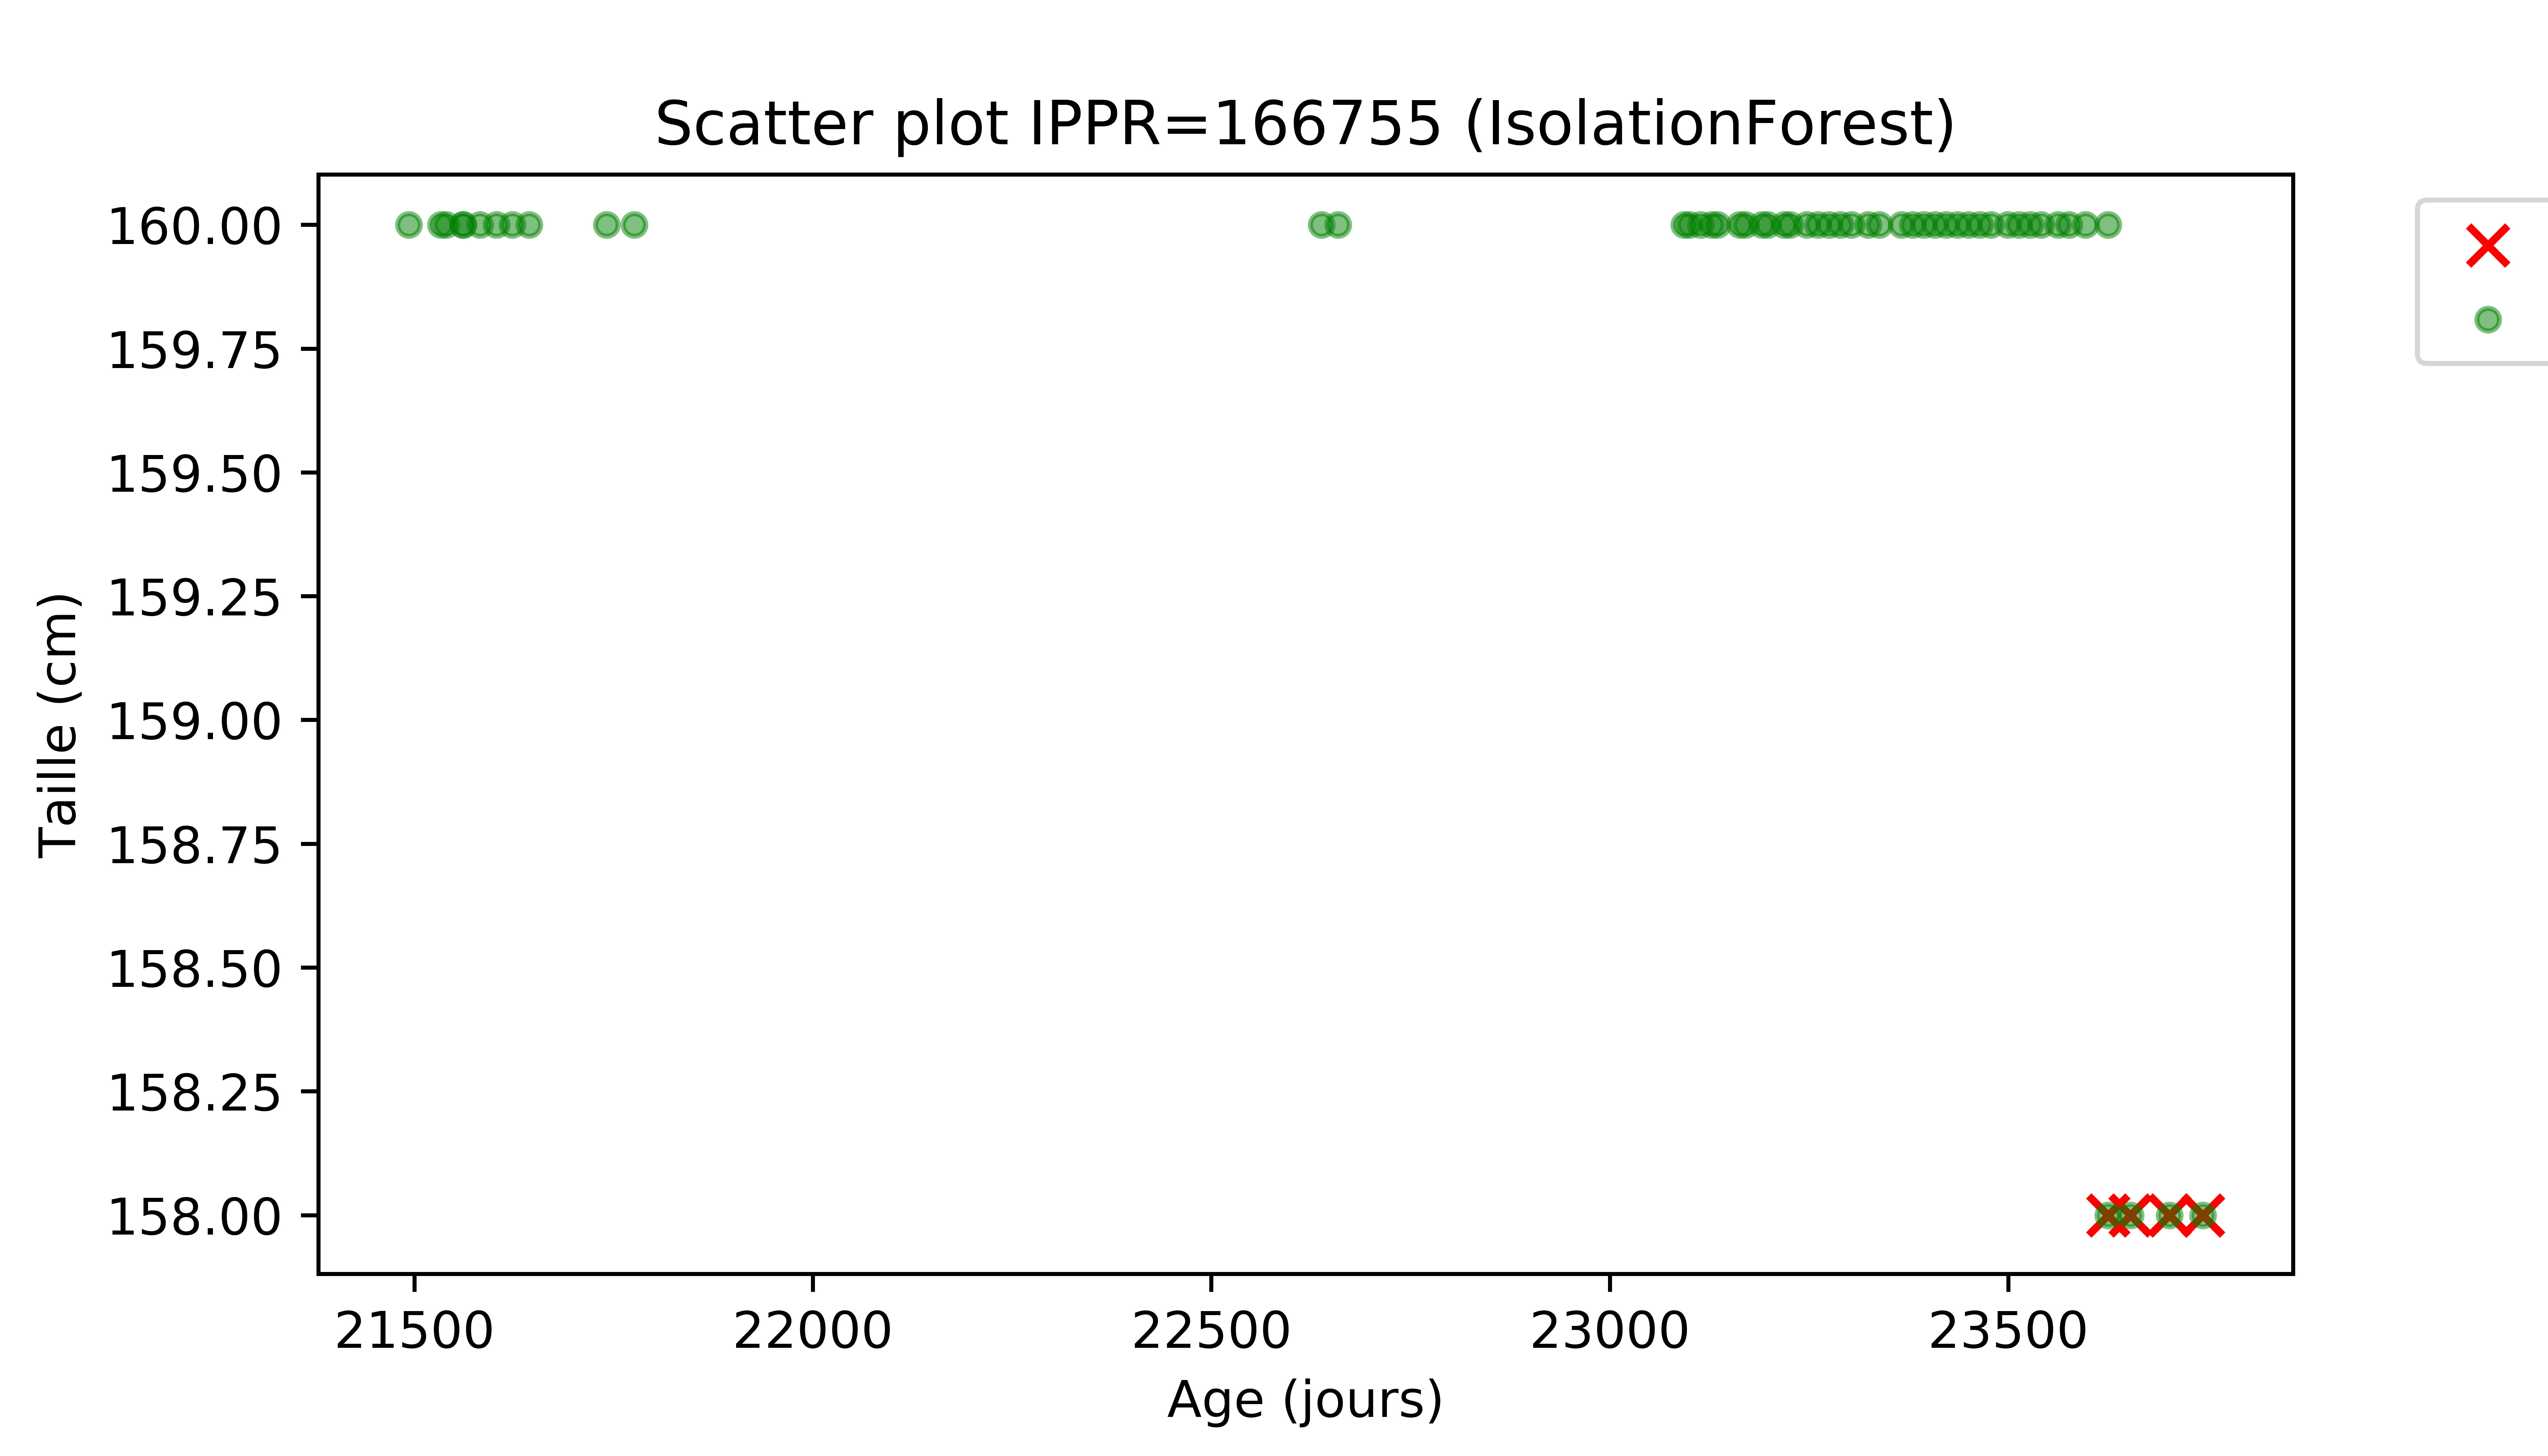 Scatter plot IPPR=166755 (IsolationForest)
160.00
159.75
159.50
159.25
159.00
158.75
158.50
158.25
158.00
Taille (cm)
21500 22000 22500 23000 23500
Age (jours)